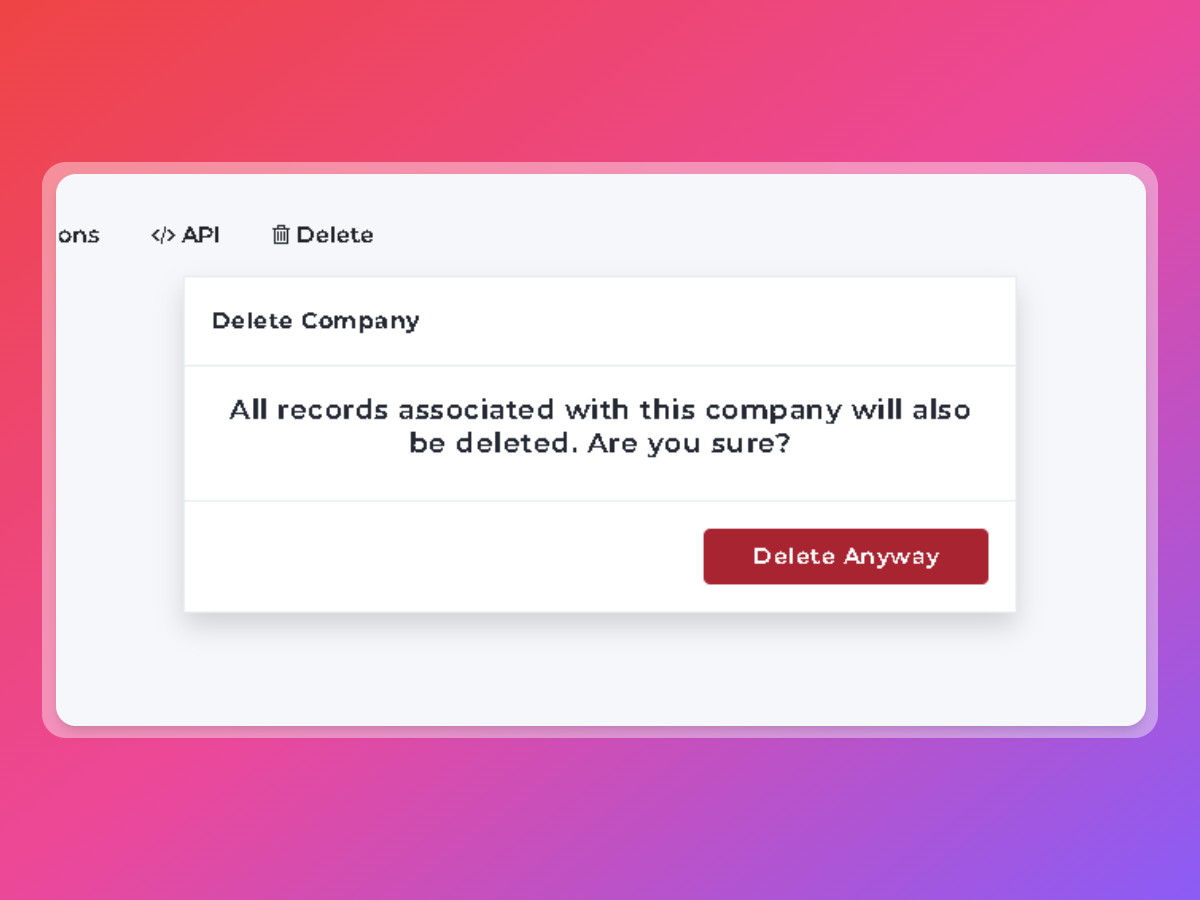 ons </> API Delete
Delete Company
All records associated with this company will also
be deleted. Are you sure?
Delete Anyway